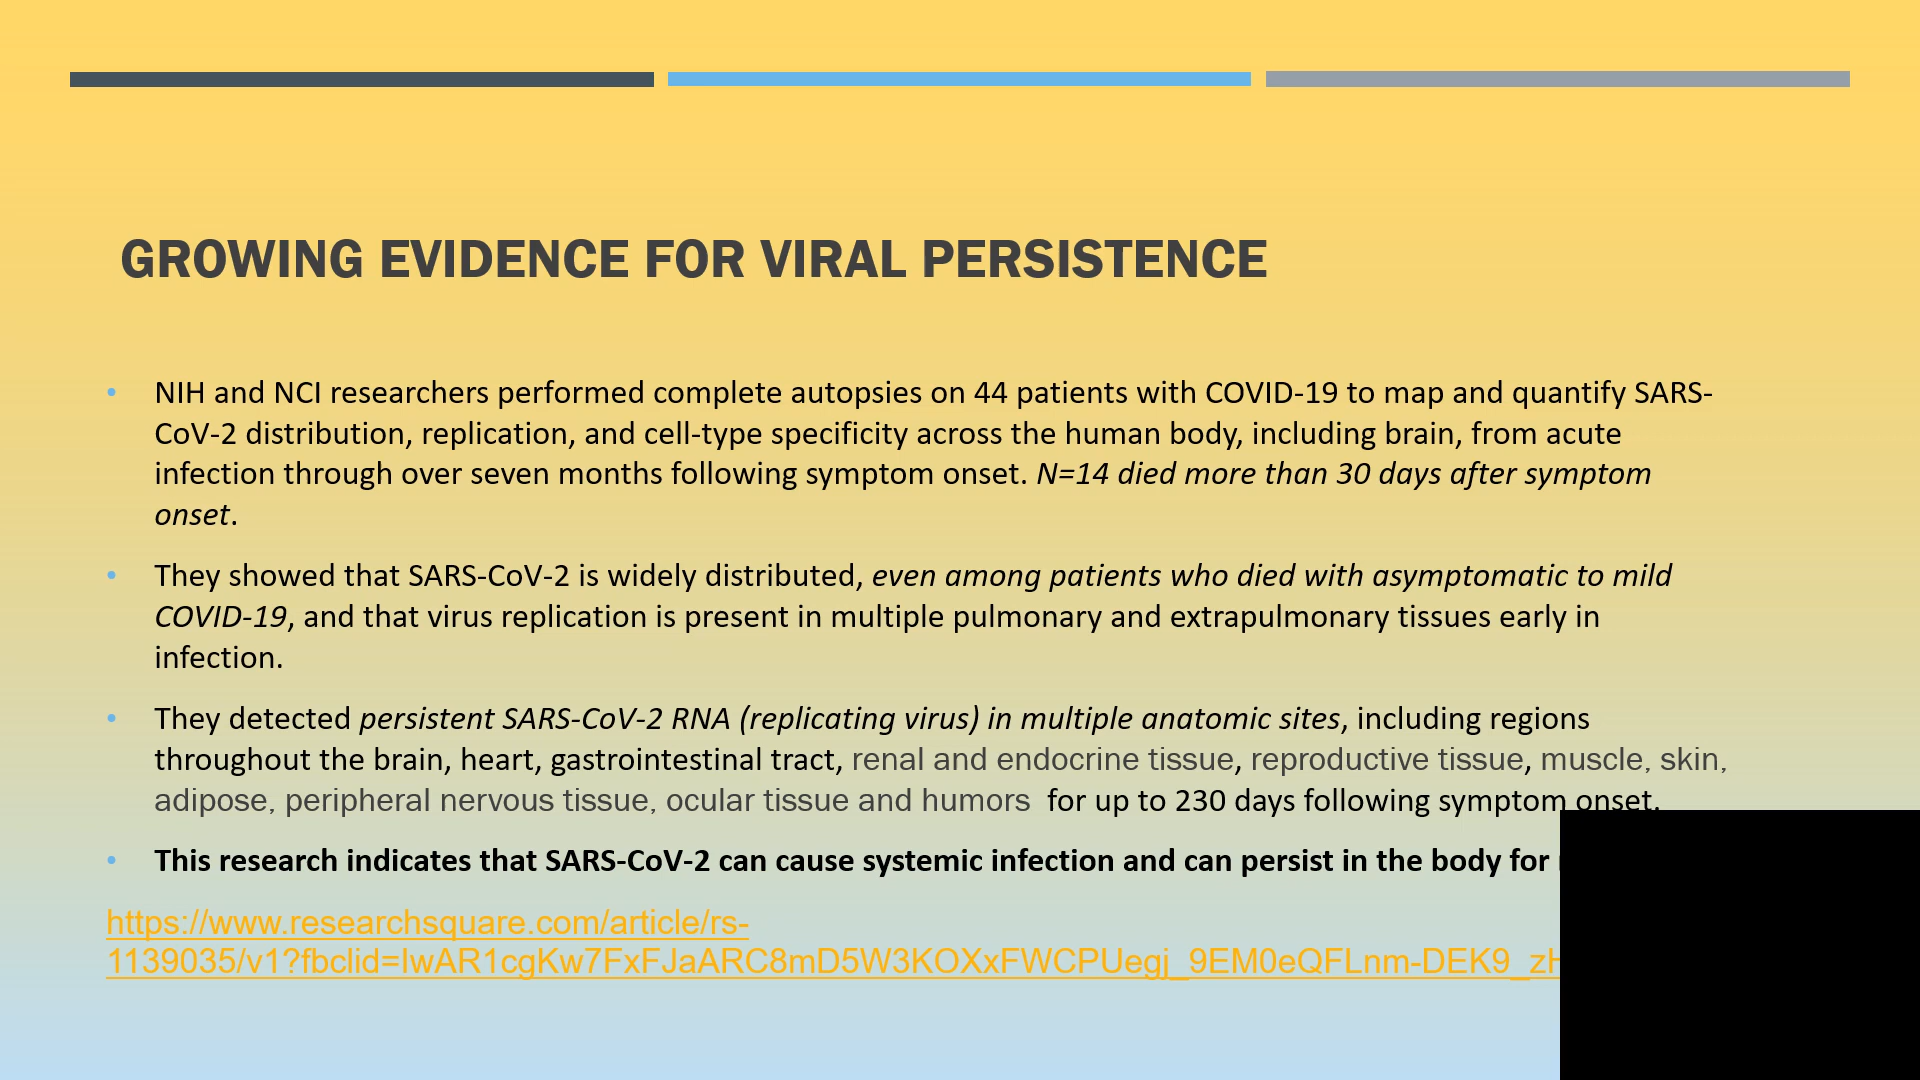 GROWING EVIDENCE FOR VIRAL PERSISTENCE
• NIH and NCI researchers performed complete autopsies on 44 patients with COVID-19 to map and quantify SARS-
CoV-2 distribution, replication, and cell-type specificity across the human body, including brain, from acute
infection through over seven months following symptom onset. N=14 died more than 30 days after symptom
onset.
• They showed that SARS-CoV-2 is widely distributed, even among patients who died with asymptomatic to mild
COVID-19, and that virus replication is present in multiple pulmonary and extrapulmonary tissues early in
infection.
• They detected persistent SARS-CoV-2 RNA (replicating virus) in multiple anatomic sites, including regions
throughout the brain, heart, gastrointestinal tract, renal and endocrine tissue, reproductive tissue, muscle, skin,
adipose, peripheral nervous tissue, ocular tissue and humors for up to 230 days following symptom onset.
• This research indicates that SARS-CoV-2 can cause systemic infection and can persist in the body for
https://www.researchsquare.com/article/rs-
1139035/v1?fbclid=IwAR1cgKw7FxFJaARC8mD5W3KOXxFWCPUegj_9EM0eQFLnm-DEK9_zH